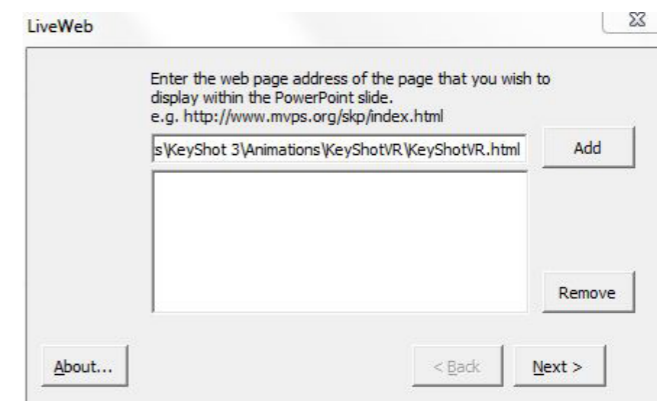 LiveWeb
Enter the web page address of the page that you wish to
display within the PowerPoint slide.
e.g. http://www.mvps.org/skp/index.html
s\KeyShot 3\Animations\KeyShotVR\KeyShotVR.html
Add
Remove
About...
< Back
Next >